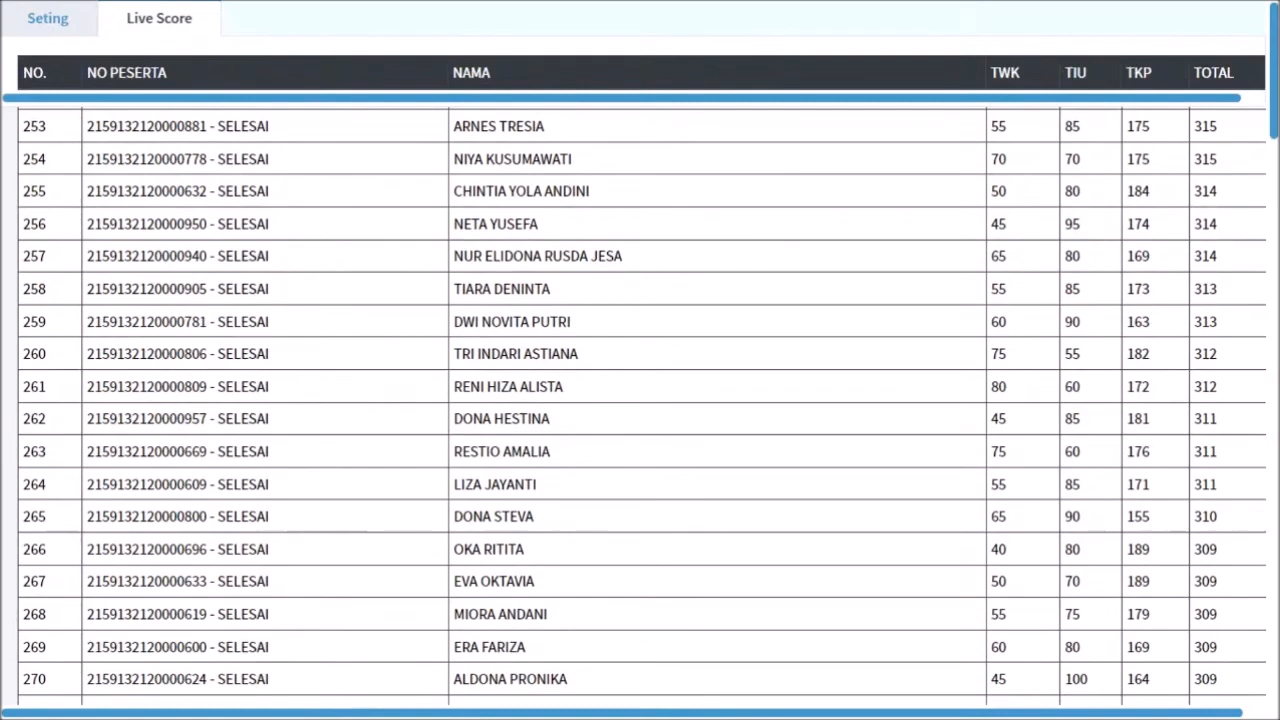 Seting Live Score
NO. NO PESERTA NAMA TWK TIU TKP TOTAL
253 2159132120000881 - SELESAI ARNES TRESIA 55 85 175 315
254 2159132120000778 - SELESAI NIYA KUSUMAWATI 70 70 175 315
255 2159132120000632 - SELESAI CHINTIA YOLA ANDINI 50 80 184 314
256 2159132120000950 - SELESAI NETA YUSEFA 45 95 174 314
257 2159132120000940 - SELESAI NUR ELIDONA RUSDA JESA 65 80 169 314
258 2159132120000905 - SELESAI TIARA DENINTA 55 85 173 313
259 2159132120000781 - SELESAI DWI NOVITA PUTRI 60 90 163 313
260 2159132120000806 - SELESAI TRI INDARI ASTIANA 75 55 182 312
261 2159132120000809 - SELESAI RENI HIZA ALISTA 80 60 172 312
262 2159132120000957 - SELESAI DONA HESTINA 45 85 181 311
263 2159132120000669 - SELESAI RESTIO AMALIA 75 60 176 311
264 2159132120000609 - SELESAI LIZA JAYANTI 55 85 171 311
265 2159132120000800 - SELESAI DONA STEVA 65 90 155 310
266 2159132120000696 - SELESAI OKA RITITA 40 80 189 309
267 2159132120000633 - SELESAI EVA OKTAVIA 50 70 189 309
268 2159132120000619 - SELESAI MIORA ANDANI 55 75 179 309
269 2159132120000600 - SELESAI ERA FARIZA 60 80 169 309
270 2159132120000624 - SELESAI ALDONA PRONIKA 45 100 164 309